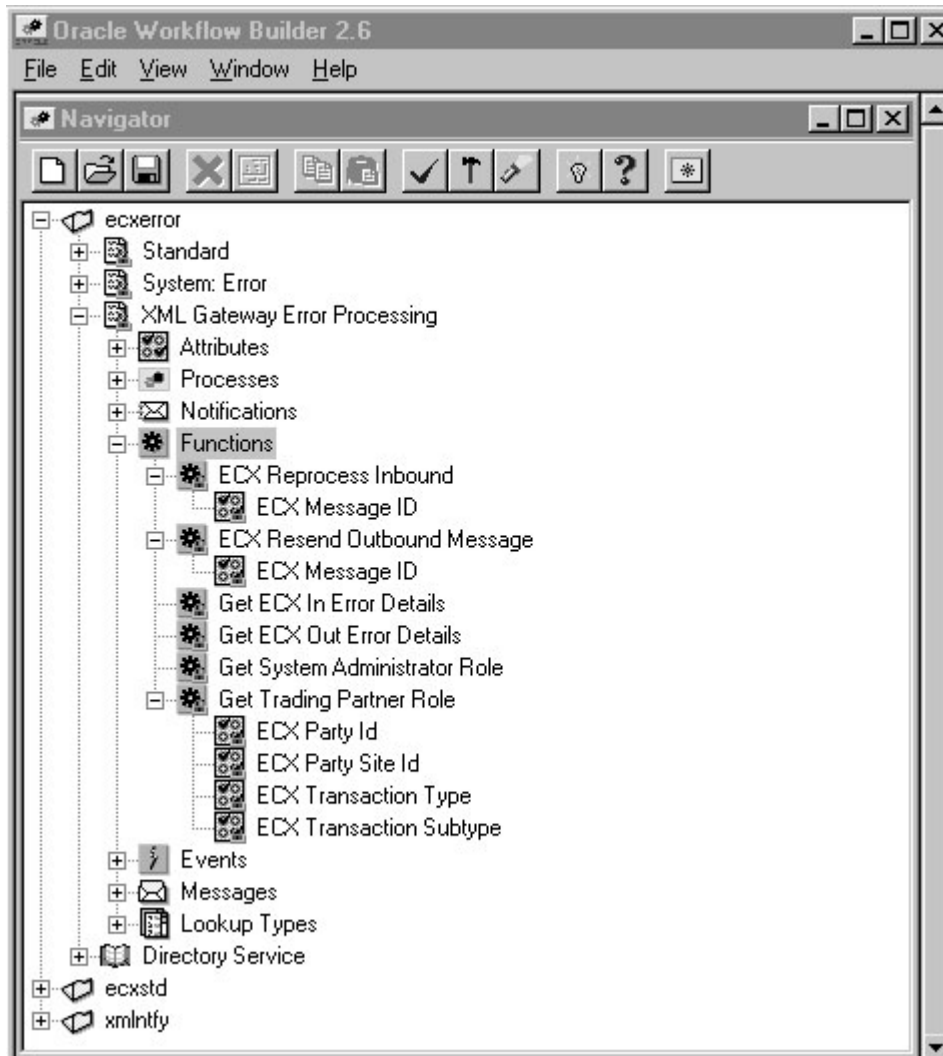 Oracle Workflow Builder 2.6
File Edit View Window Help
Navigator
ecxerror
Standard
System: Error
XML Gateway Error Processing
Attributes
Processes
Notifications
Functions
ECX Reprocess Inbound
ECX Message ID
ECX Resend Outbound Message
ECX Message ID
Get ECX In Error Details
Get ECX Out Error Details
Get System Administrator Role
Get Trading Partner Role
ECX Party Id
ECX Party Site Id
ECX Transaction Type
ECX Transaction Subtype
Events
Messages
Lookup Types
Directory Service
ecxstd
xmlntfy